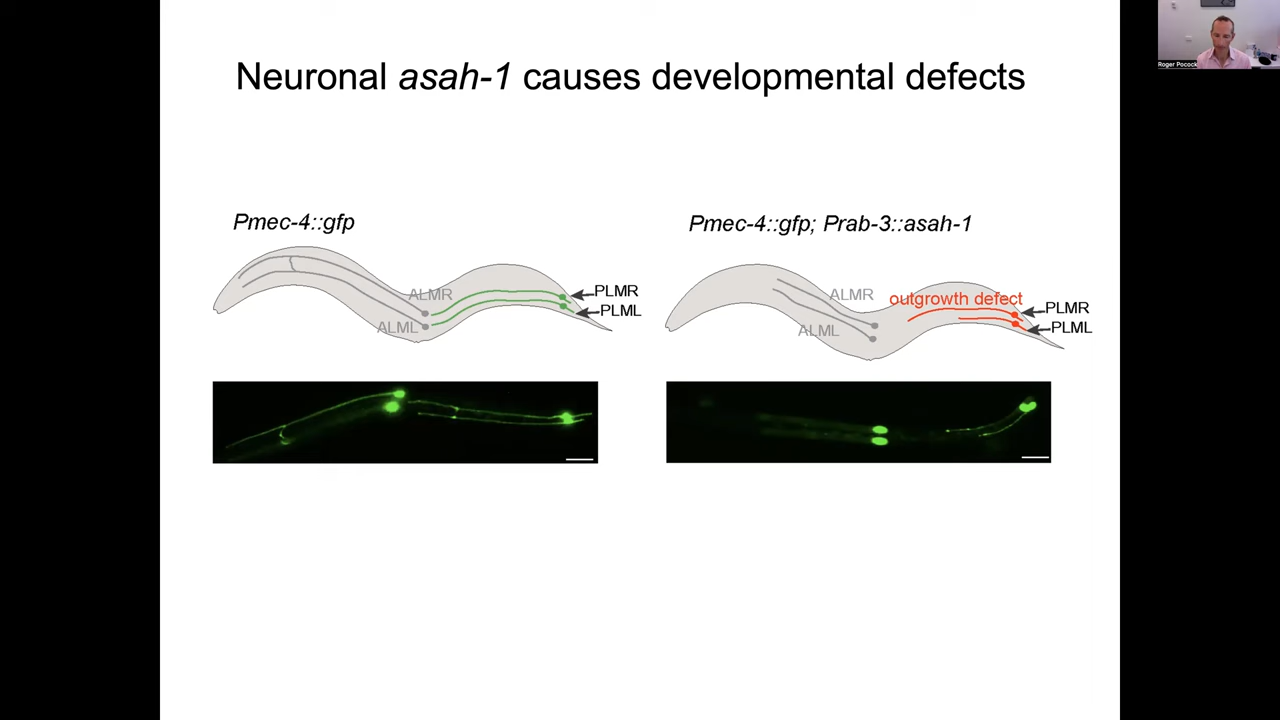 Neuronal asah-1 causes developmental defects
Roger Pocock
Pmec-4::gfp
ALMR
ALML
PLMR
PLML
Pmec-4::gfp; Prab-3::asah-1
ALMR
ALML
outgrowth defect
PLMR
PLML